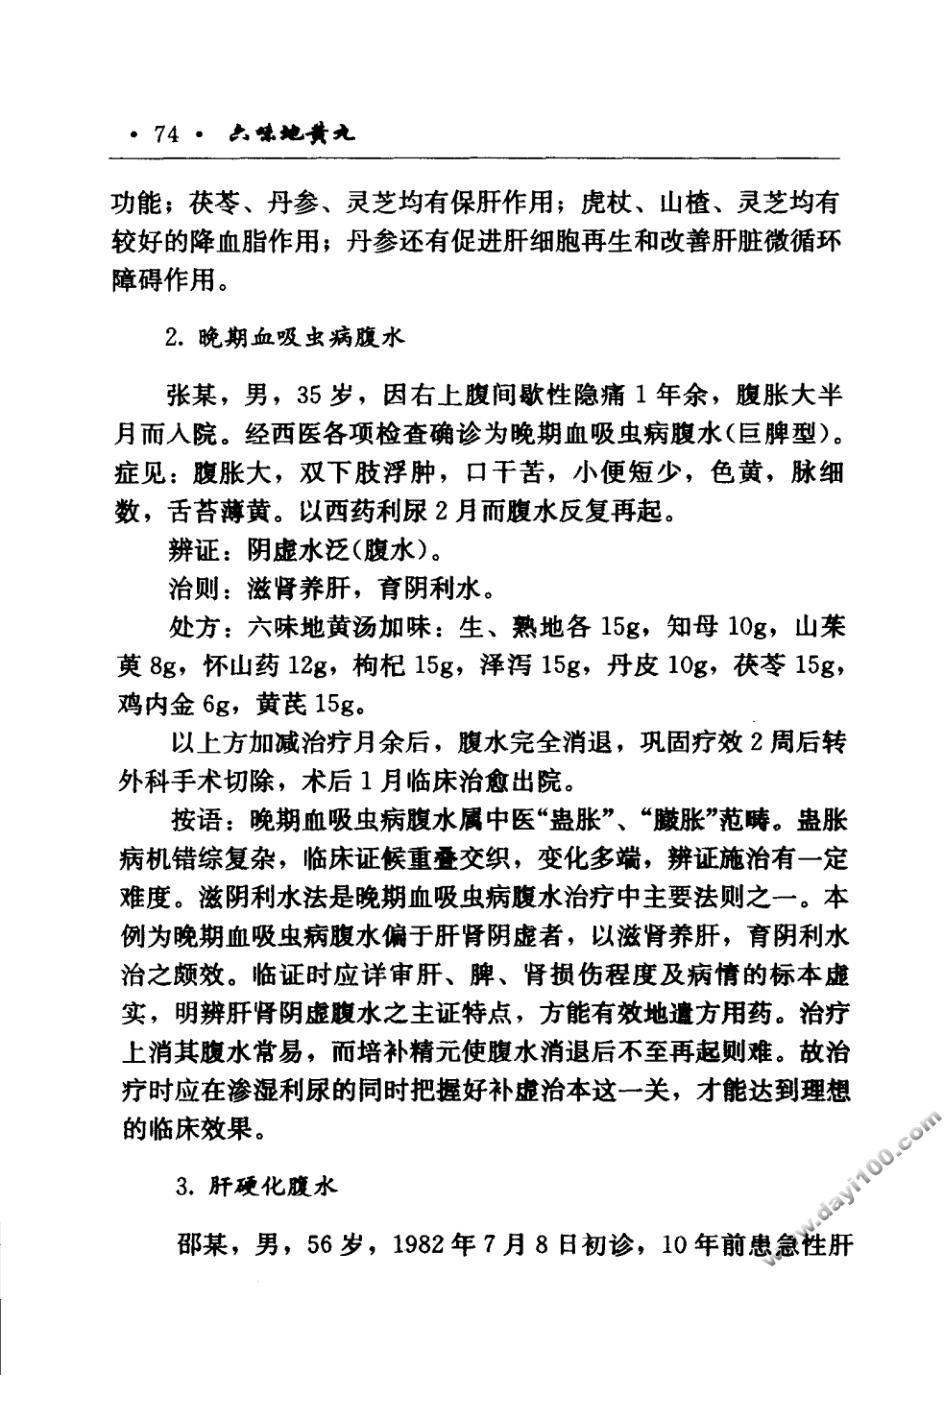 · 74 · 六味地黄丸
功能；茯苓、丹参、灵芝均有保肝作用；虎杖、山楂、灵芝均有
较好的降血脂作用；丹参还有促进肝细胞再生和改善肝脏微循环
障碍作用。
2. 晚期血吸虫病腹水
张某，男，35 岁，因右上腹间歇性隐痛 1 年余，腹胀大半
月而入院。经西医各项检查确诊为晚期血吸虫病腹水(巨脾型)。
症见：腹胀大，双下肢浮肿，口干苦，小便短少，色黄，脉细
数，舌苔薄黄。以西药利尿 2 月而腹水反复再起。
辨证：阴虚水泛(腹水)。
治则：滋肾养肝，育阴利水。
处方：六味地黄汤加味：生、熟地各 15g，知母 10g，山茱
萸 8g，怀山药 12g，枸杞 15g，泽泻 15g，丹皮 10g，茯苓 15g，
鸡内金 6g，黄芪 15g。
以上方加减治疗月余后，腹水完全消退，巩固疗效 2 周后转
外科手术切除，术后 1 月临床治愈出院。
按语：晚期血吸虫病腹水属中医“蛊胀”、“臌胀”范畴。蛊胀
病机错综复杂，临床证候重叠交织，变化多端，辨证施治有一定
难度。滋阴利水法是晚期血吸虫病腹水治疗中主要法则之一。本
例为晚期血吸虫病腹水偏于肝肾阴虚者，以滋肾养肝，育阴利水
治之颇效。临证时应详审肝、脾、肾损伤程度及病情的标本虚
实，明辨肝肾阴虚腹水之主证特点，方能有效地遣方用药。治疗
上消其腹水常易，而培补精元使腹水消退后不至再起则难。故治
疗时应在渗湿利尿的同时把握好补虚治本这一关，才能达到理想
的临床效果。
3. 肝硬化腹水
邵某，男，56 岁，1982 年 7 月 8 日初诊，10 年前患急性肝
www.dayi100.com